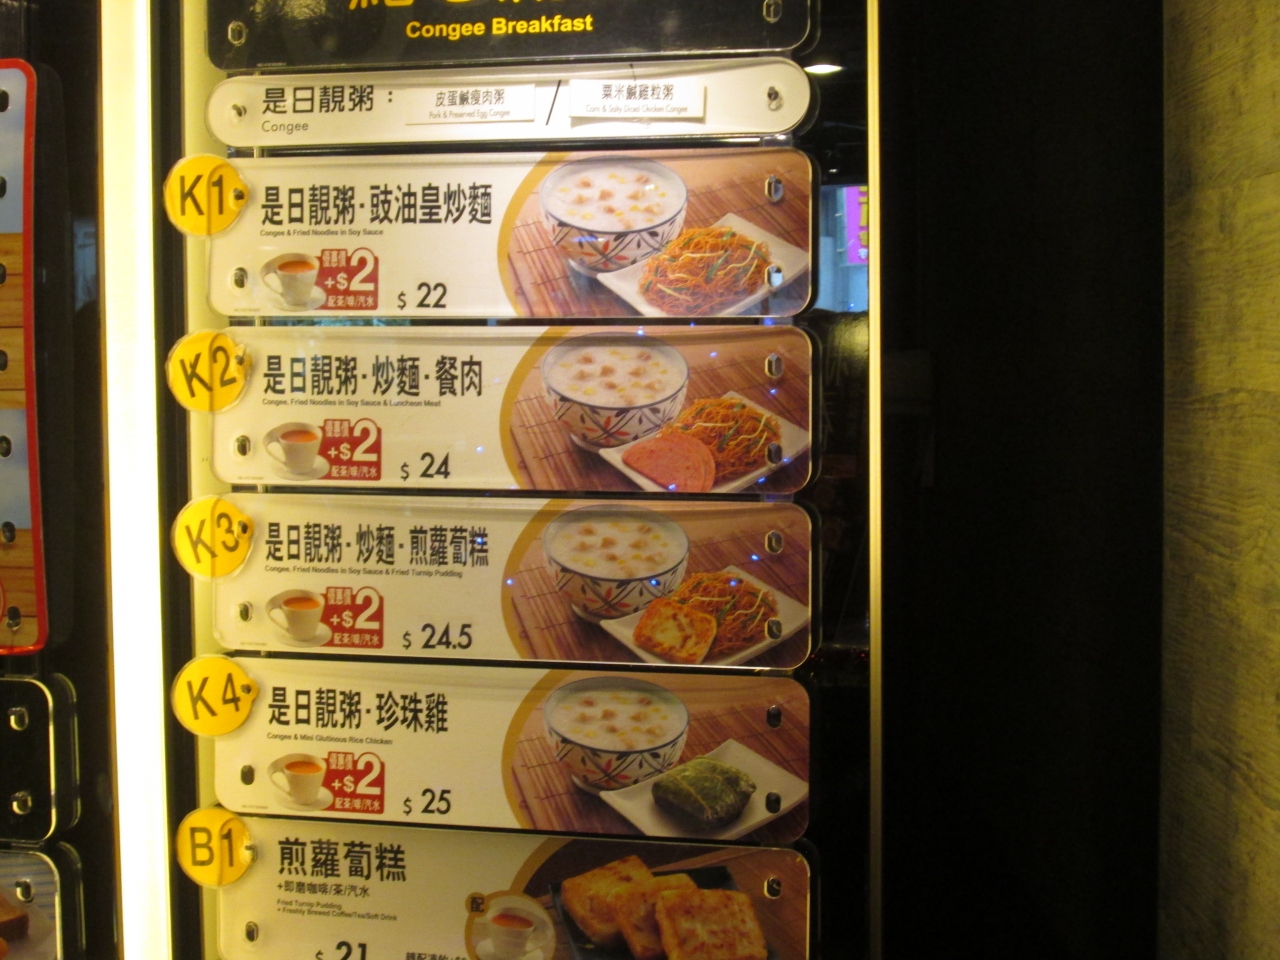 Congee Breakfast
是日靚粥： 皮蛋鹹瘦肉粥 / 粟米鹹雞粒粥
Congee Pork & Preserved Egg Congee Corn & Salty Diced Chicken Congee
K1 是日靚粥·豉油皇炒麵
Congee & Fried Noodles in Soy Sauce
優惠價
+$2
配茶/啡/汽水
$ 22
K2 是日靚粥·炒麵·餐肉
Congee, Fried Noodles in Soy Sauce & Luncheon Meat
優惠價
+$2
配茶/啡/汽水
$ 24
K3 是日靚粥·炒麵·煎蘿蔔糕
Congee, Fried Noodles in Soy Sauce & Fried Turnip Pudding
優惠價
+$2
配茶/啡/汽水
$ 24.5
K4 是日靚粥·珍珠雞
Congee & Mini Glutinous Rice Chicken
優惠價
+$2
配茶/啡/汽水
$ 25
B1 煎蘿蔔糕
+即磨咖啡/茶/汽水
Fried Turnip Pudding
+ Freshly Brewed Coffee/Tea/Soft Drink
配
$ 21